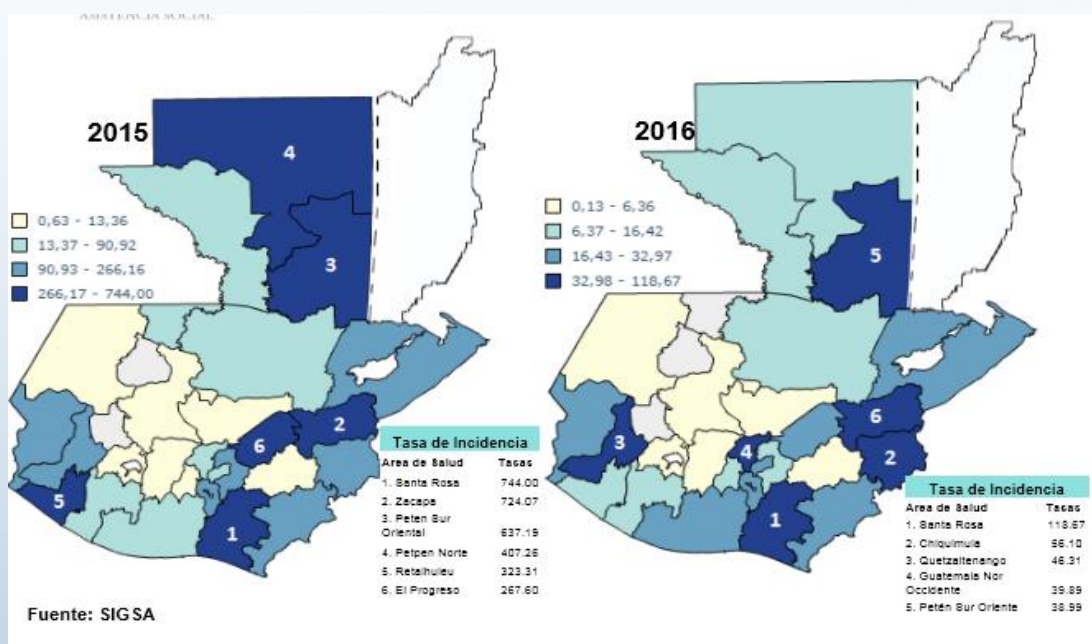 ASISTENCIA SOCIAL
2015
4
3
0,63 - 13,36
13,37 - 90,92
90,93 - 266,16
266,17 - 744,00
2
6
5
1
Tasa de Incidencia
Area de Salud Tasas
1. Santa Rosa 744.00
2. Zacapa 724.07
3. Peten Sur
Oriental 637.19
4. Petpen Norte 407.26
5. Retalhuleu 323.31
6. El Progreso 267.60
Fuente: SIGSA
2016
5
0,13 - 6,36
6,37 - 16,42
16,43 - 32,97
32,98 - 118,67
6
3
4
2
1
Tasa de Incidencia
Area de Salud Tasas
1. Santa Rosa 118.67
2. Chiquimula 56.10
3. Quetzaltenango 46.31
4. Guatemala Nor
Occidente 39.89
5. Petén Sur Oriente 38.99